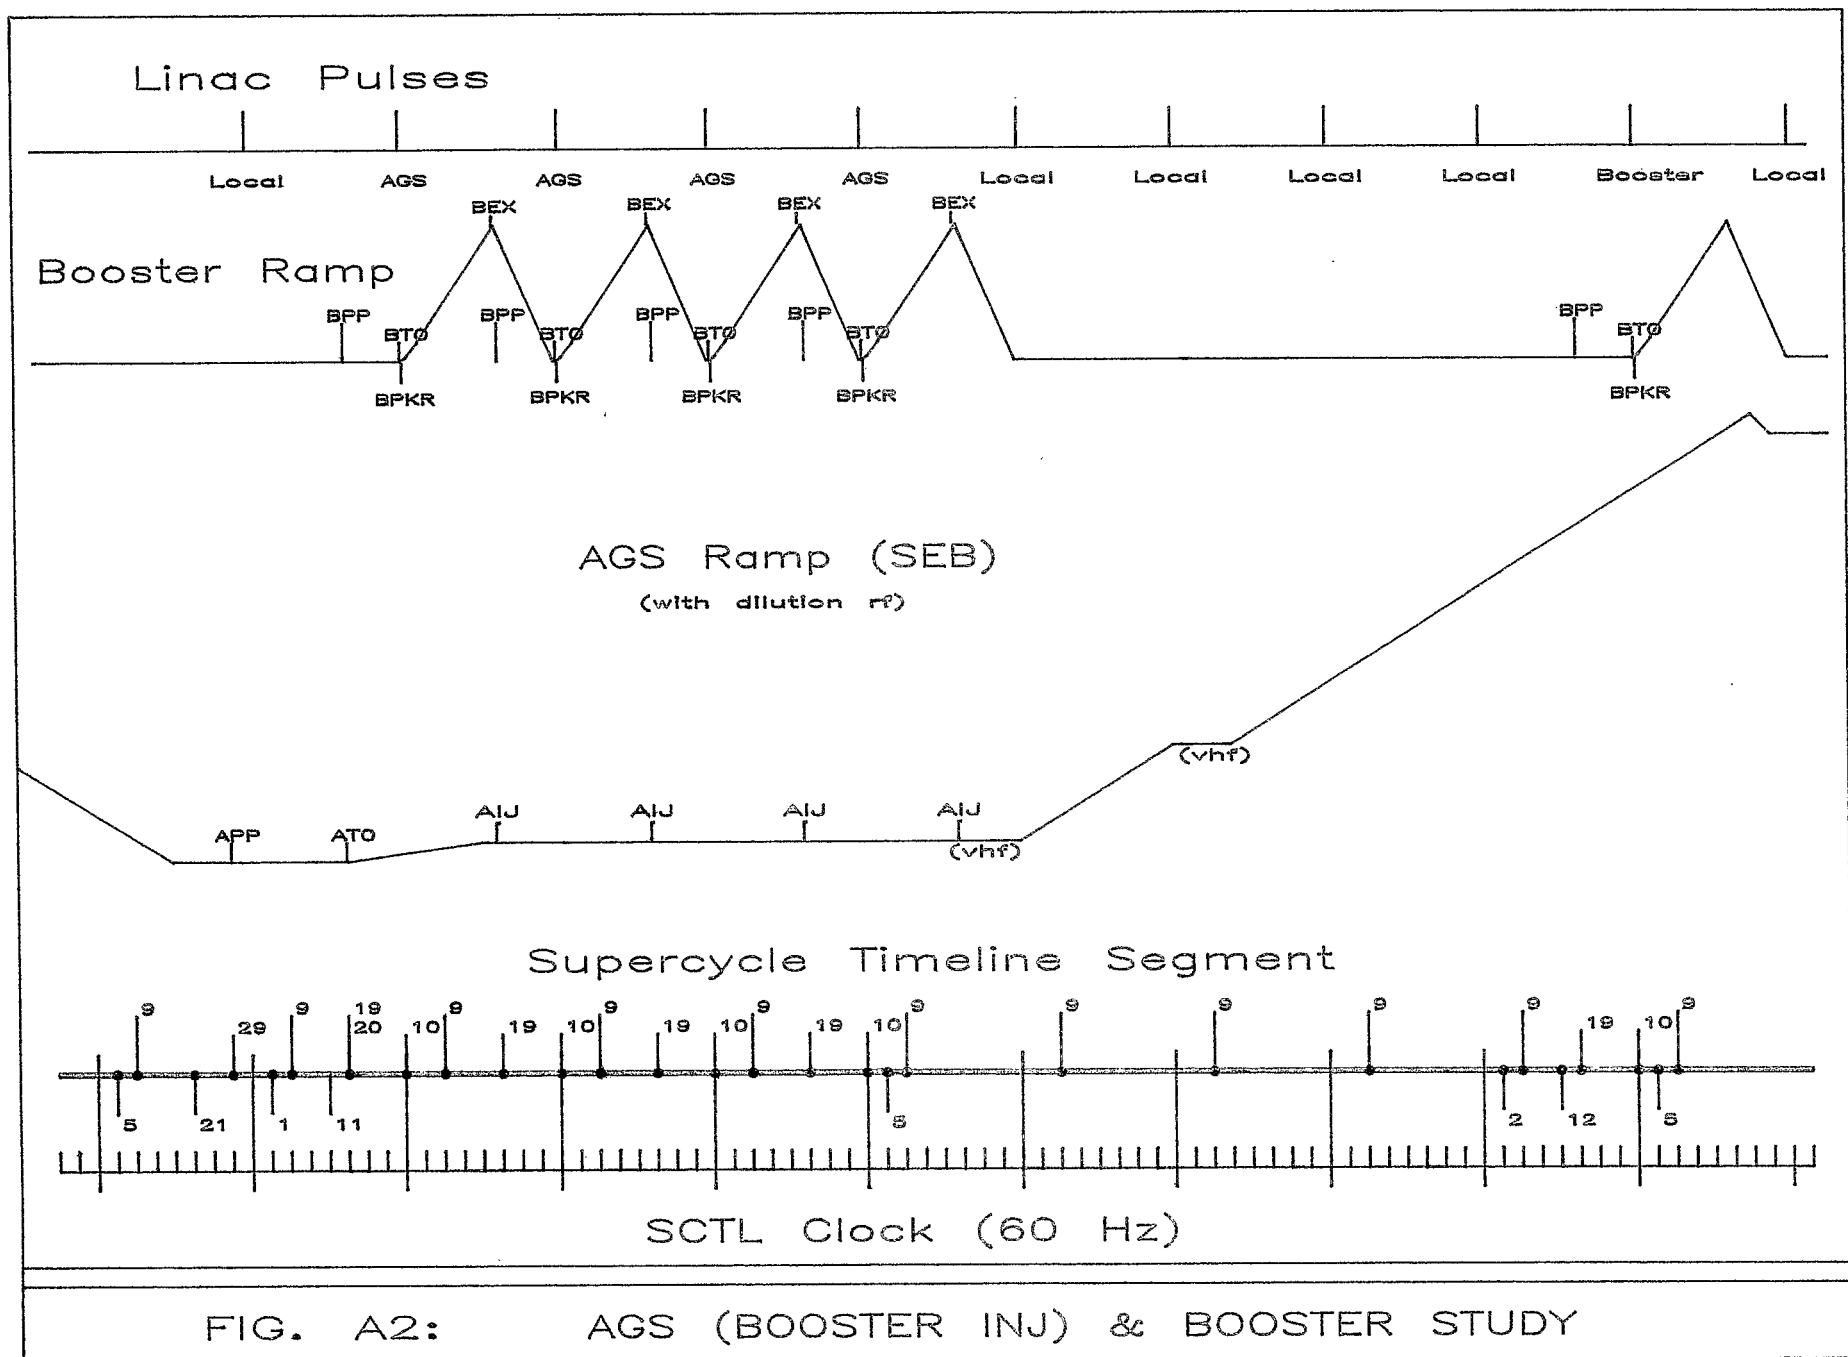 Linac Pulses
Local AGS AGS AGS AGS Local Local Local Local Booster Local
BEX BEX BEX BEX
Booster Ramp
BPP BPP BPP BPP BPP
BTO BTO BTO BTO BTO
BPKR BPKR BPKR BPKR BPKR
AGS Ramp (SEB)
(with dilution rf)
(vhf)
APP ATO AIJ AIJ AIJ AIJ
(vhf)
Supercycle Timeline Segment
9 9 19 9 9 9 9 9 9 9 9 9
29 20 10 19 10 19 10 19 10 19 10
5 21 1 11 5 2 12 5
SCTL Clock (60 Hz)
FIG. A2: AGS (BOOSTER INJ) & BOOSTER STUDY